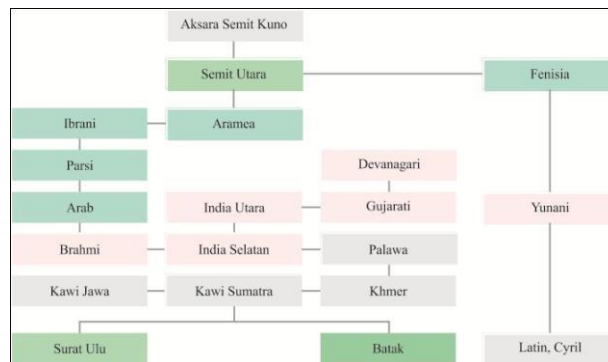 Aksara Semit Kuno
Semit Utara
Fenisia
Ibrani
Aramea
Parsi
Devanagari
Arab
India Utara
Gujarati
Yunani
Brahmi
India Selatan
Palawa
Kawi Jawa
Kawi Sumatra
Khmer
Surat Ulu
Batak
Latin, Cyril